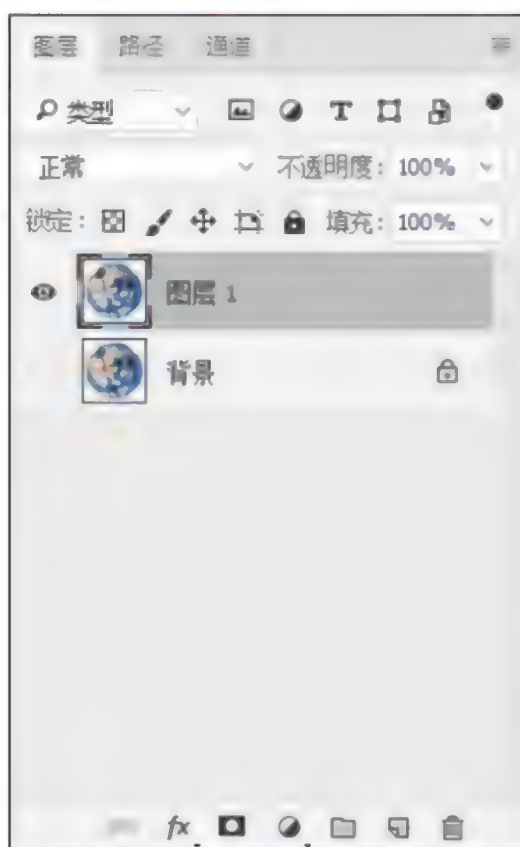 图层 路径 通道
类型 T
正常 不透明度: 100%
锁定: 填充: 100%
图层 1
背景
fx